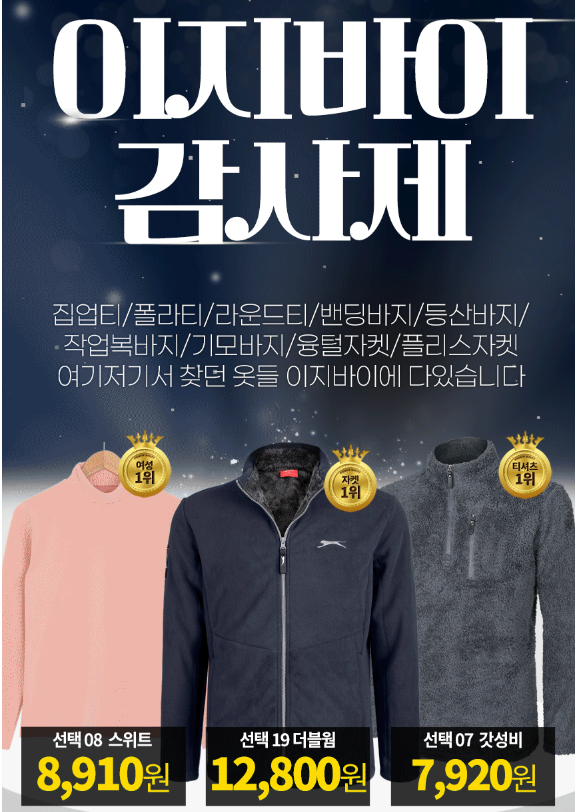 이지바이
감사제
집업티/폴라티/라운드티/밴딩바지/등산바지/
작업복바지/기모바지/융털자켓/플리스자켓
여기저기서 찾던 옷들 이지바이에 다있습니다
여성
1위
자켓
1위
티셔츠
1위
선택 08 스위트
8,910원
선택 19 더블웜
12,800원
선택 07 갓성비
7,920원